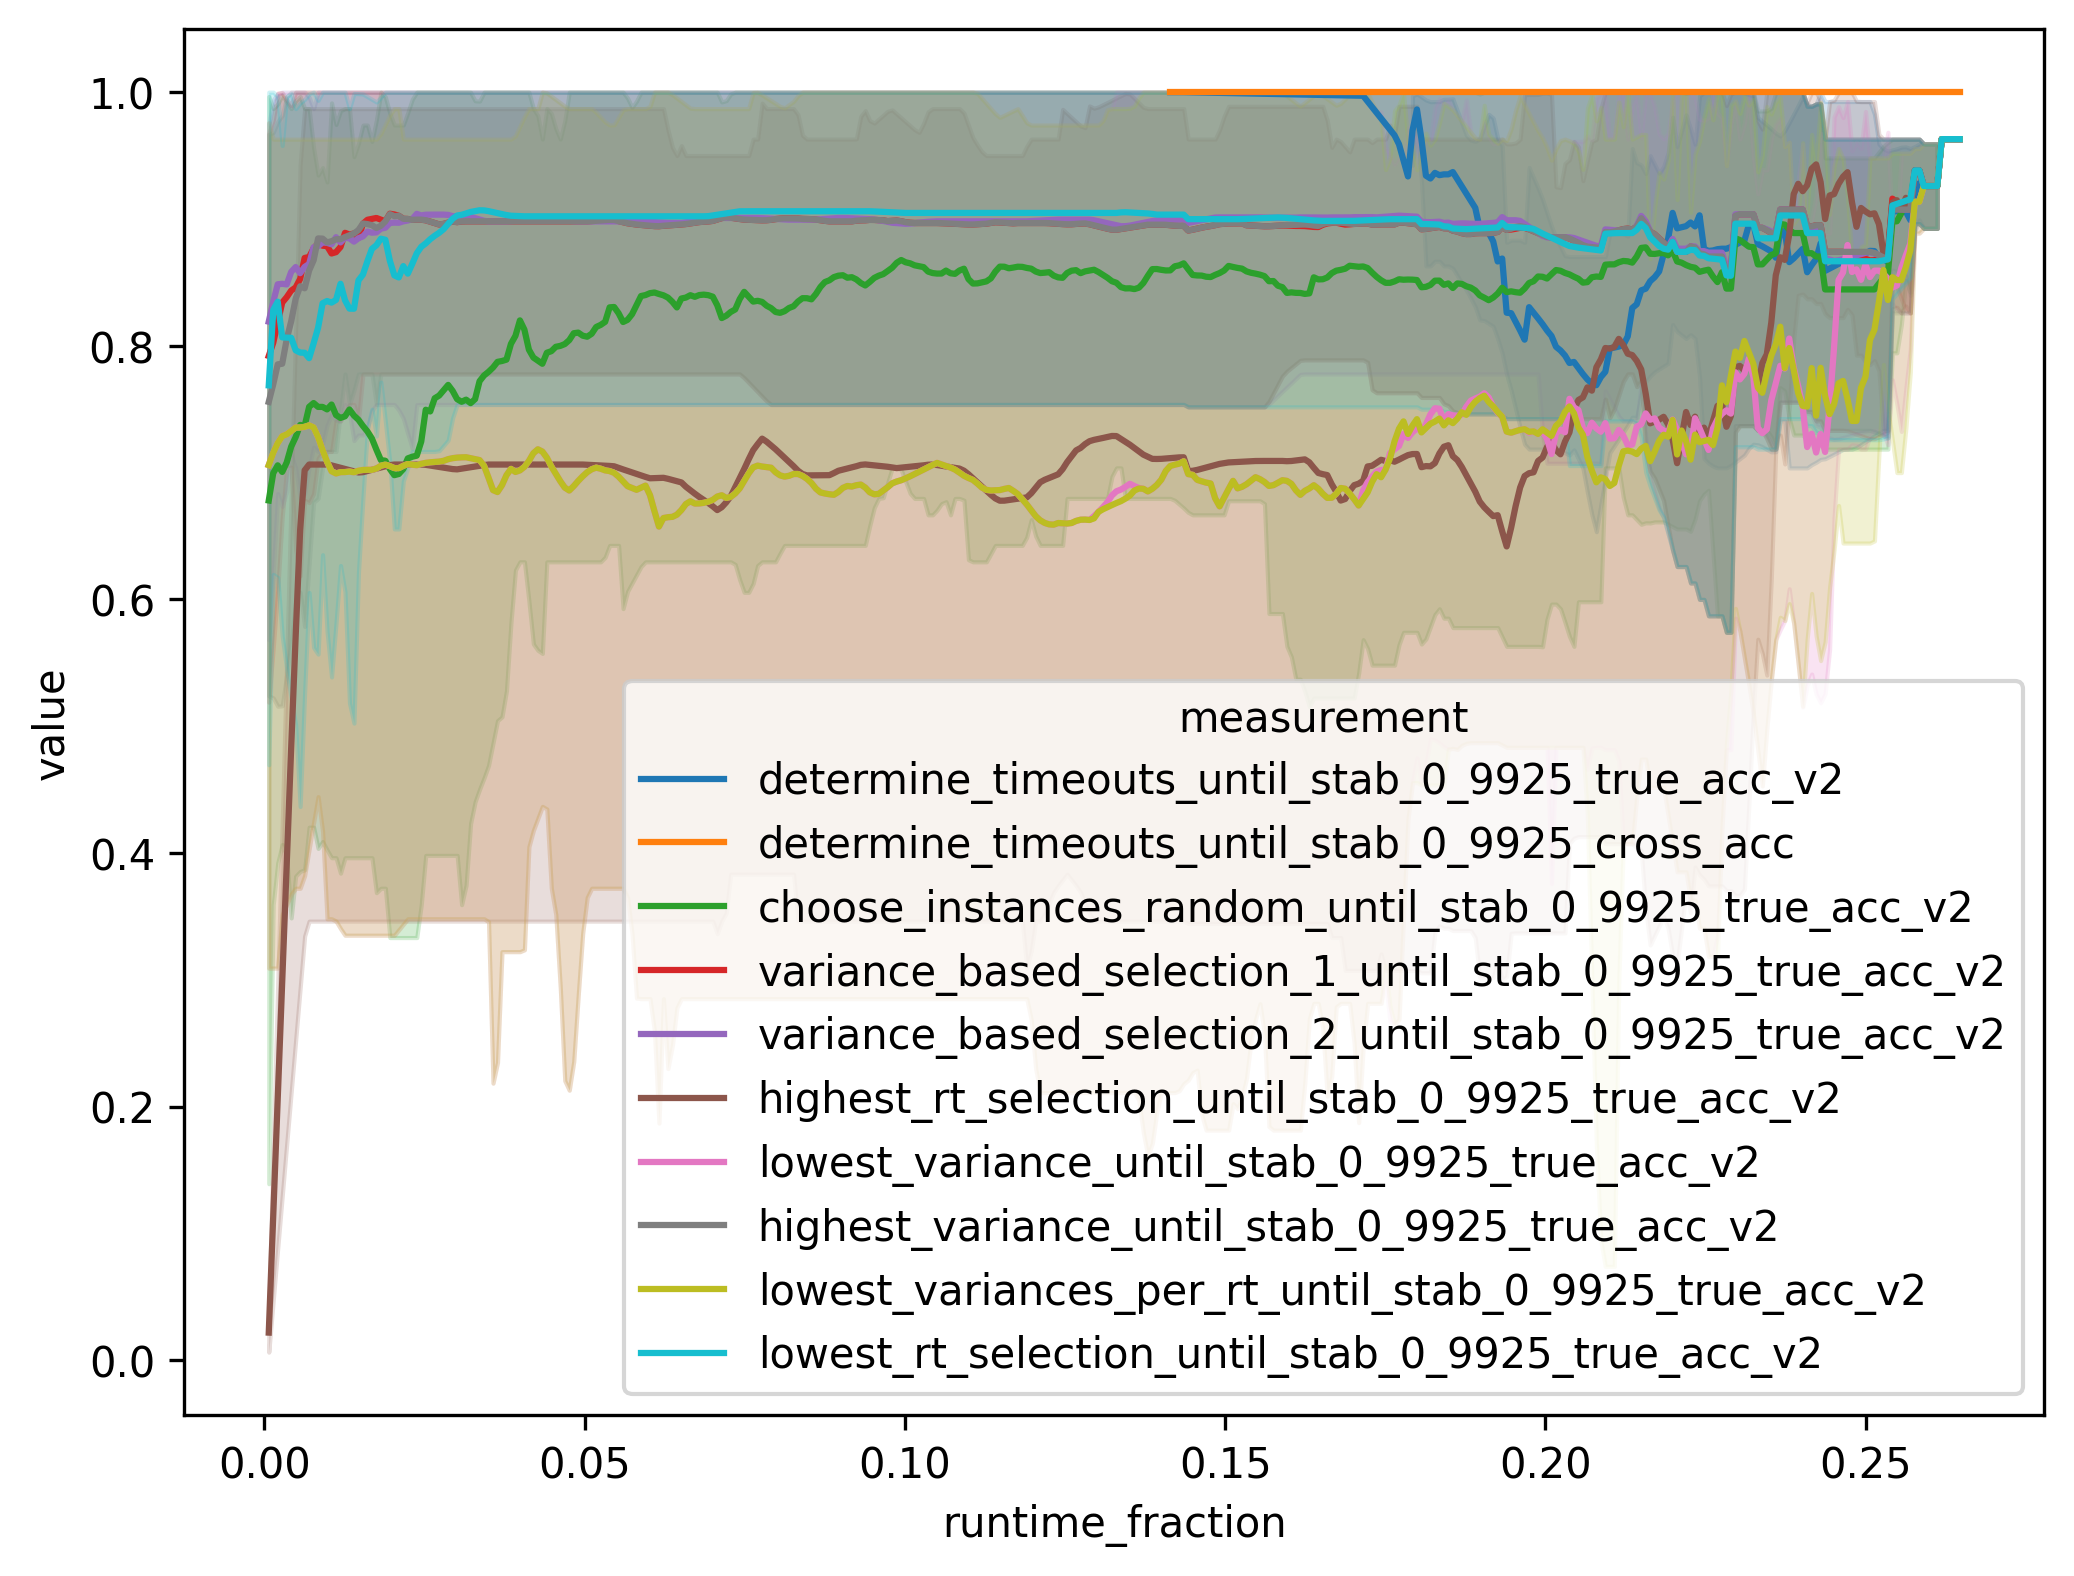 1.0
0.8
0.6
0.4
0.2
0.0
value
measurement
determine_timeouts_until_stab_0_9925_true_acc_v2
determine_timeouts_until_stab_0_9925_cross_acc
choose_instances_random_until_stab_0_9925_true_acc_v2
variance_based_selection_1_until_stab_0_9925_true_acc_v2
variance_based_selection_2_until_stab_0_9925_true_acc_v2
highest_rt_selection_until_stab_0_9925_true_acc_v2
lowest_variance_until_stab_0_9925_true_acc_v2
highest_variance_until_stab_0_9925_true_acc_v2
lowest_variances_per_rt_until_stab_0_9925_true_acc_v2
lowest_rt_selection_until_stab_0_9925_true_acc_v2
0.00 0.05 0.10 0.15 0.20 0.25
runtime_fraction